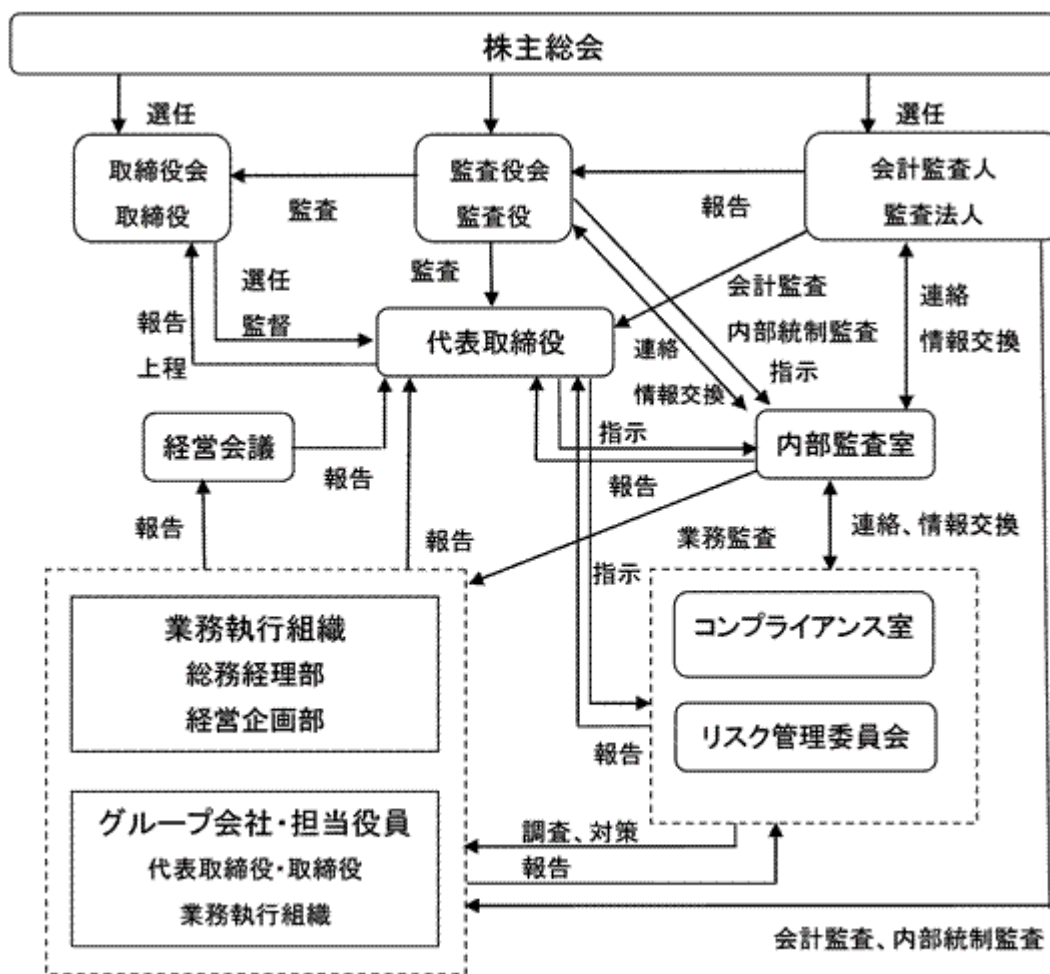 株主総会
選任
選任
取締役会
取締役
監査役会
監査役
会計監査人
監査法人
監査
報告
選任
監督
監査
報告
上程
代表取締役
会計監査
内部統制監査
連絡
情報交換
連絡
情報交換
指示
経営会議
報告
指示
報告
内部監査室
報告
報告
業務監査
連絡、情報交換
指示
業務執行組織
総務経理部
経営企画部
コンプライアンス室
リスク管理委員会
報告
グループ会社・担当役員
代表取締役・取締役
業務執行組織
調査、対策
報告
会計監査、内部統制監査